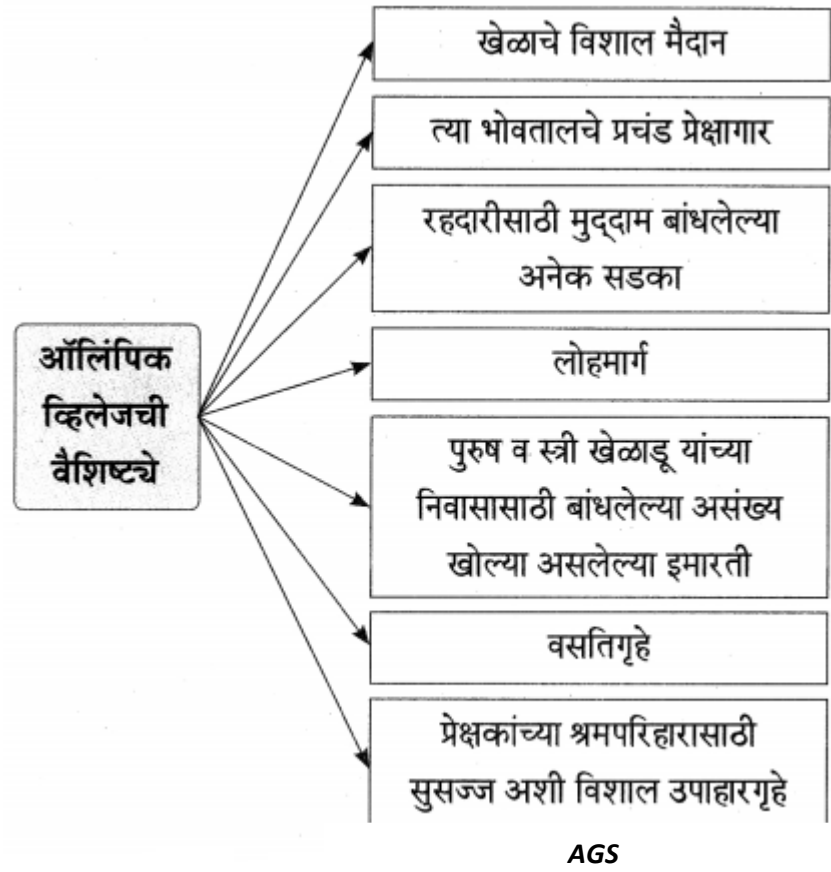 ऑलिंपिक
व्हिलेजची
वैशिष्ट्ये
खेळाचे विशाल मैदान
त्या भोवतालचे प्रचंड प्रेक्षागार
रहदारीसाठी मुद्‌दाम बांधलेल्या
अनेक सडका
लोहमार्ग
पुरुष व स्त्री खेळाडू यांच्या
निवासासाठी बांधलेल्या असंख्य
खोल्या असलेल्या इमारती
वसतिगृहे
प्रेक्षकांच्या श्रमपरिहारासाठी
सुसज्ज अशी विशाल उपाहारगृहे
AGS